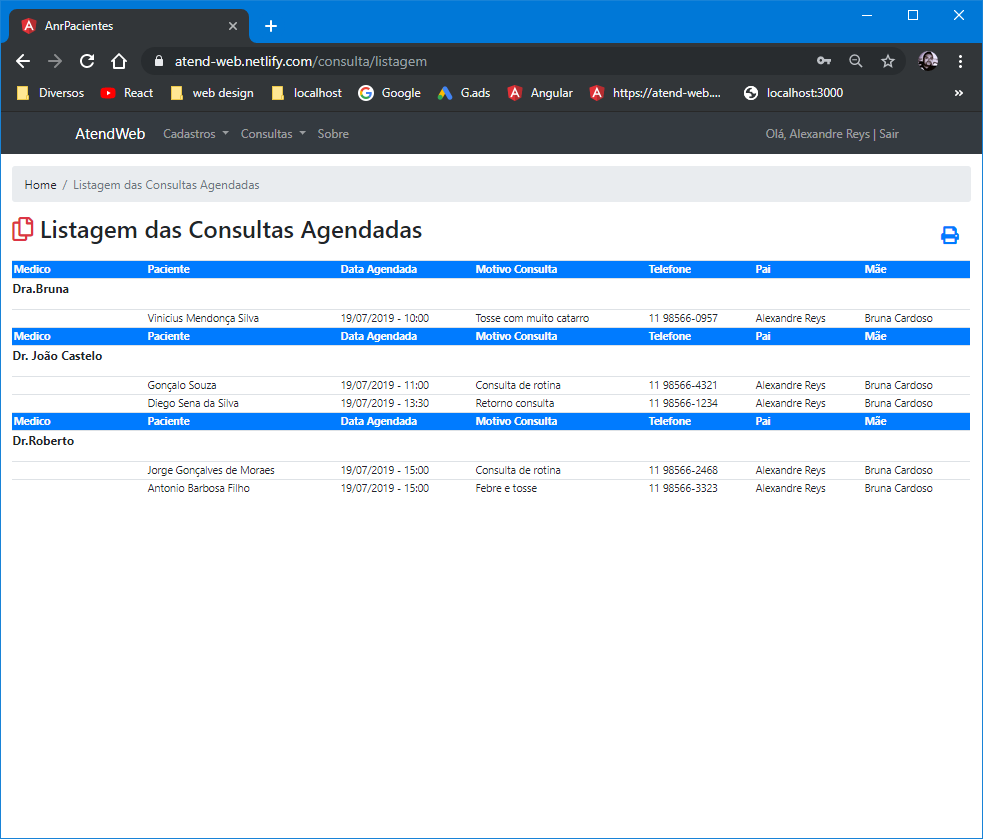 AnrPacientes
atend-web.netlify.com/consulta/listagem
Diversos React web design localhost Google G.ads Angular https://atend-web.... localhost:3000 »
AtendWeb Cadastros Consultas Sobre Olá, Alexandre Reys | Sair
Home / Listagem das Consultas Agendadas
Listagem das Consultas Agendadas
Medico Paciente Data Agendada Motivo Consulta Telefone Pai Mãe
Dra.Bruna
Vinicius Mendonça Silva 19/07/2019 - 10:00 Tosse com muito catarro 11 98566-0957 Alexandre Reys Bruna Cardoso
Medico Paciente Data Agendada Motivo Consulta Telefone Pai Mãe
Dr. João Castelo
Gonçalo Souza 19/07/2019 - 11:00 Consulta de rotina 11 98566-4321 Alexandre Reys Bruna Cardoso
Diego Sena da Silva 19/07/2019 - 13:30 Retorno consulta 11 98566-1234 Alexandre Reys Bruna Cardoso
Medico Paciente Data Agendada Motivo Consulta Telefone Pai Mãe
Dr.Roberto
Jorge Gonçalves de Moraes 19/07/2019 - 15:00 Consulta de rotina 11 98566-2468 Alexandre Reys Bruna Cardoso
Antonio Barbosa Filho 19/07/2019 - 15:00 Febre e tosse 11 98566-3323 Alexandre Reys Bruna Cardoso